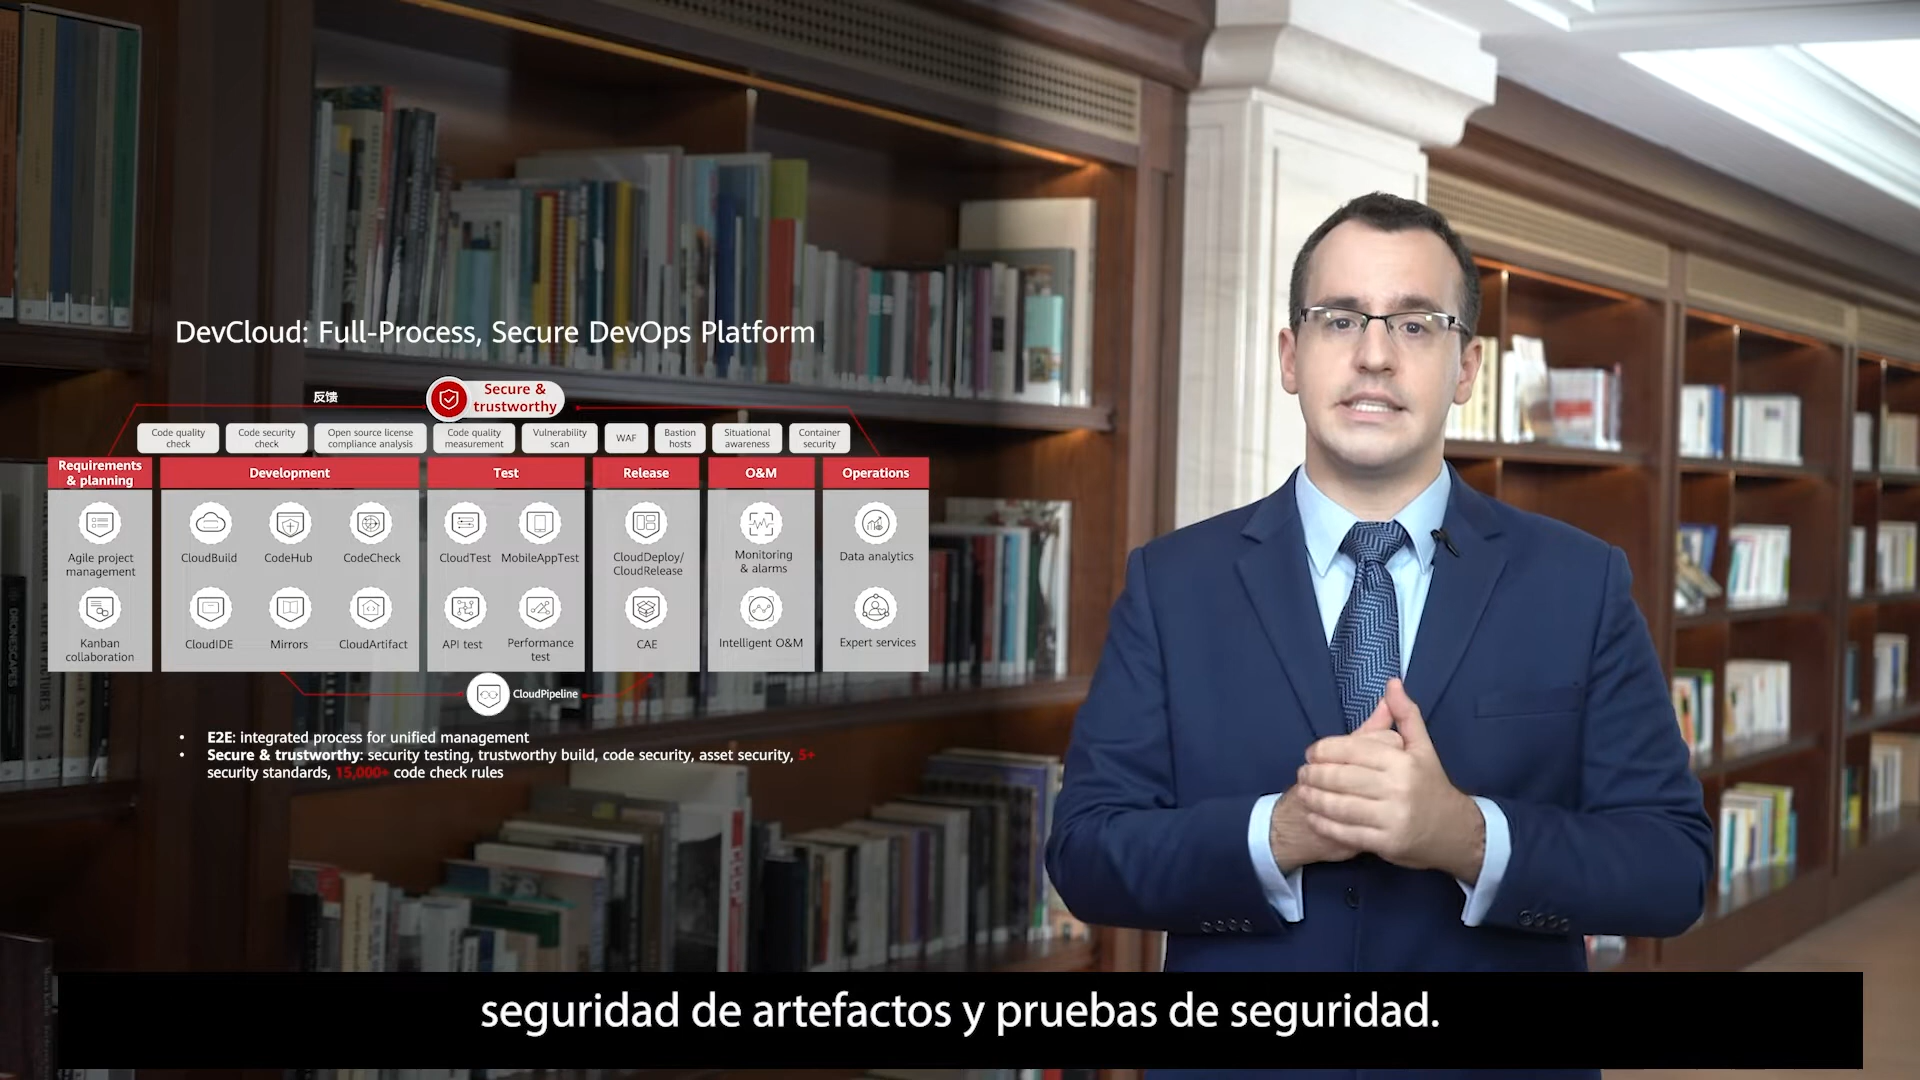 DevCloud: Full-Process, Secure DevOps Platform
反馈
Secure &
trustworthy
Code quality
check
Code security
check
Open source license
compliance analysis
Code quality
measurement
Vulnerability
scan
WAF
Bastion
hosts
Situational
awareness
Container
security
Requirements
& planning
Development
Test
Release
O&M
Operations
Agile project
management
Kanban
collaboration
CloudBuild
CodeHub
CodeCheck
CloudIDE
Mirrors
CloudArtifact
CloudTest
MobileAppTest
API test
Performance
test
CloudDeploy/
CloudRelease
CAE
Monitoring
& alarms
Intelligent O&M
Data analytics
Expert services
CloudPipeline
• E2E: integrated process for unified management
• Secure & trustworthy: security testing, trustworthy build, code security, asset security, 5+
security standards, 15,000+ code check rules
DRONESCAPES
seguridad de artefactos y pruebas de seguridad.